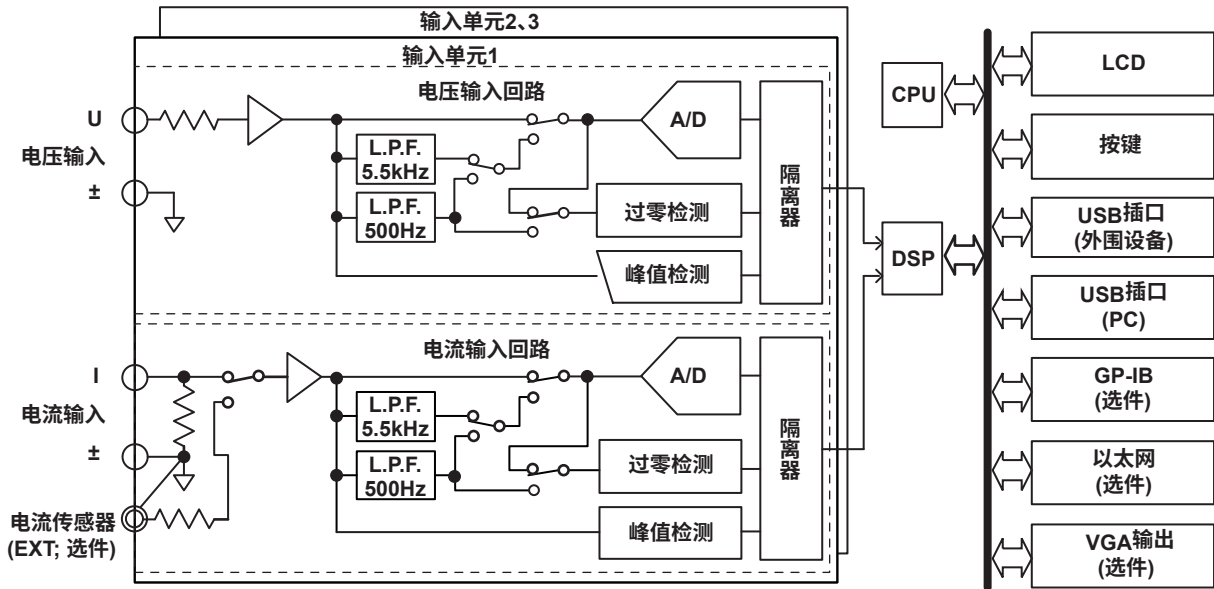 输入单元2、3
输入单元1
电压输入回路
U
电压输入
±
L.P.F.
5.5kHz
L.P.F.
500Hz
A/D
过零检测
峰值检测
隔离器
电流输入回路
I
电流输入
±
电流传感器
(EXT; 选件)
L.P.F.
5.5kHz
L.P.F.
500Hz
A/D
过零检测
峰值检测
隔离器
CPU
DSP
LCD
按键
USB插口
(外围设备)
USB插口
(PC)
GP-IB
(选件)
以太网
(选件)
VGA输出
(选件)